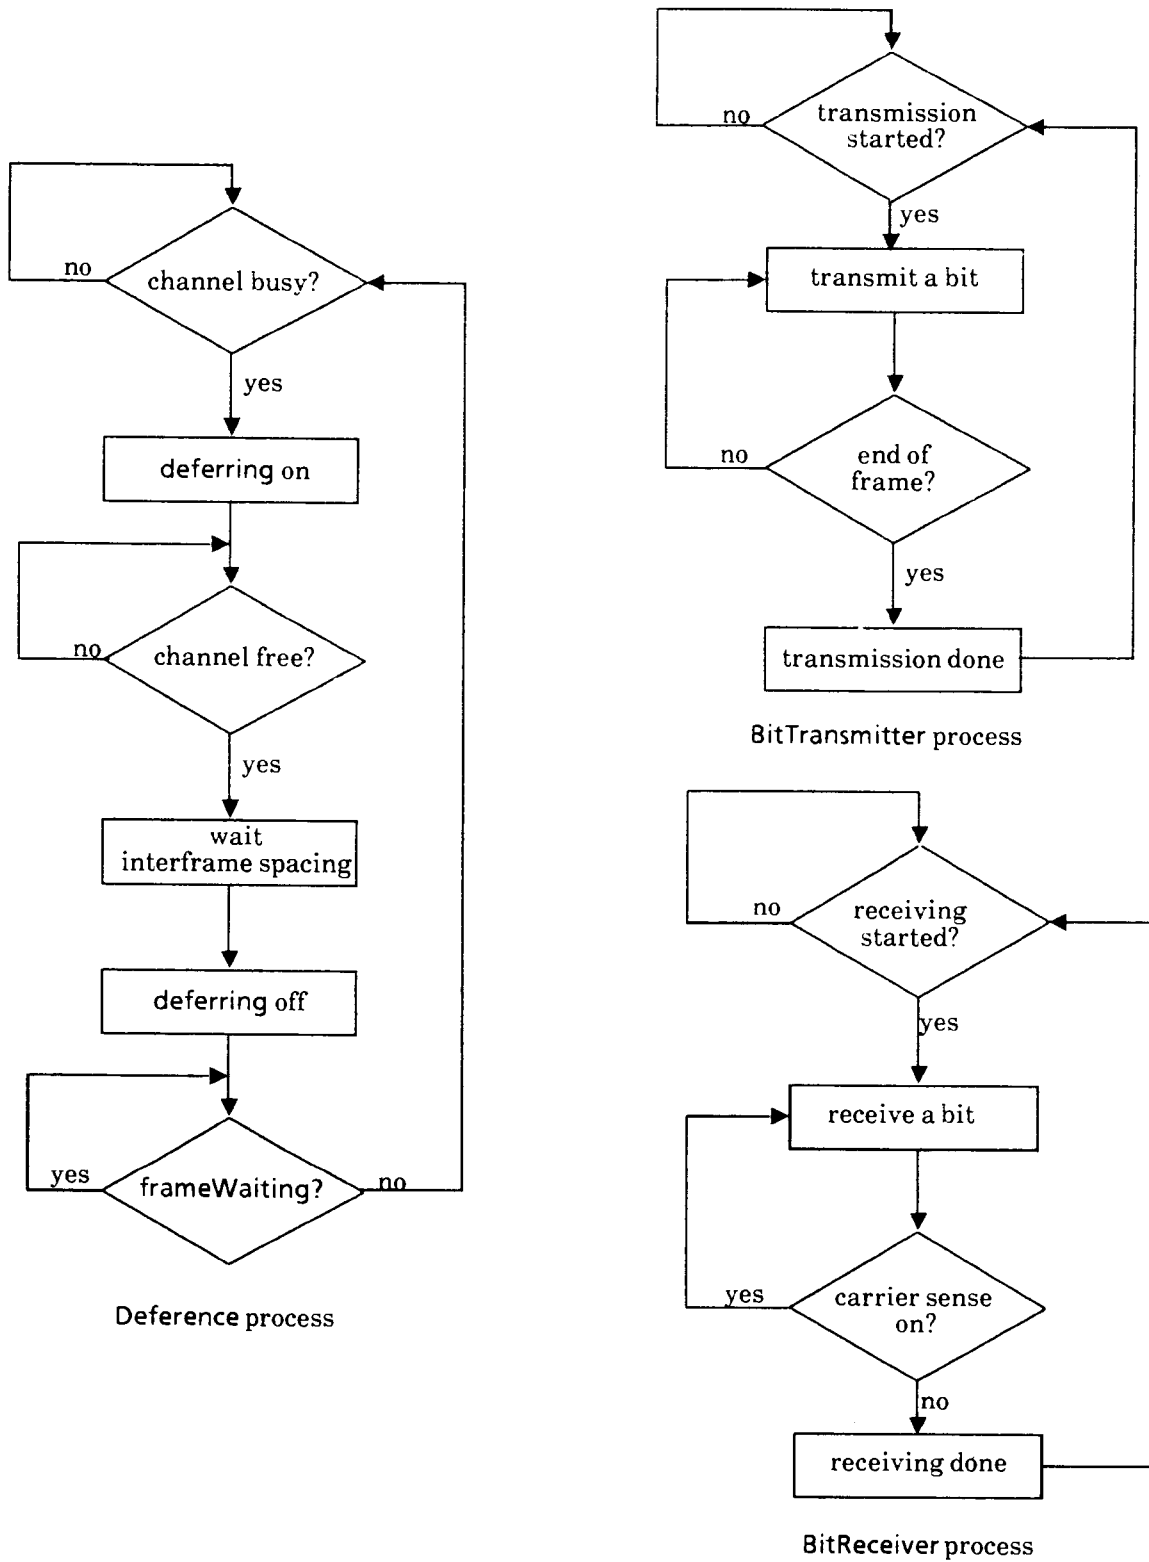 channel busy?
no
yes
deferring on
channel free?
no
yes
wait
interframe spacing
deferring off
frameWaiting?
yes
no
Deference process
transmission
started?
no
yes
transmit a bit
end of
frame?
no
yes
transmission done
BitTransmitter process
receiving
started?
no
yes
receive a bit
carrier sense
on?
yes
no
receiving done
BitReceiver process